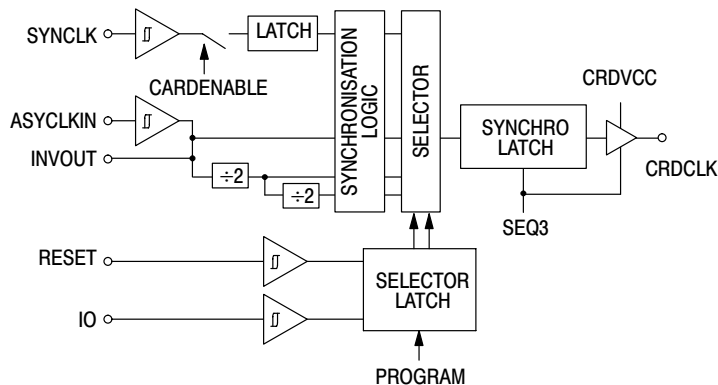 SYNCLK
LATCH
CARDENABLE
ASYCLKIN
INVOUT
÷2
÷2
SYNCHRONISATION
LOGIC
SELECTOR
SYNCHRO
LATCH
CRDVCC
CRDCLK
SEQ3
RESET
IO
SELECTOR
LATCH
PROGRAM